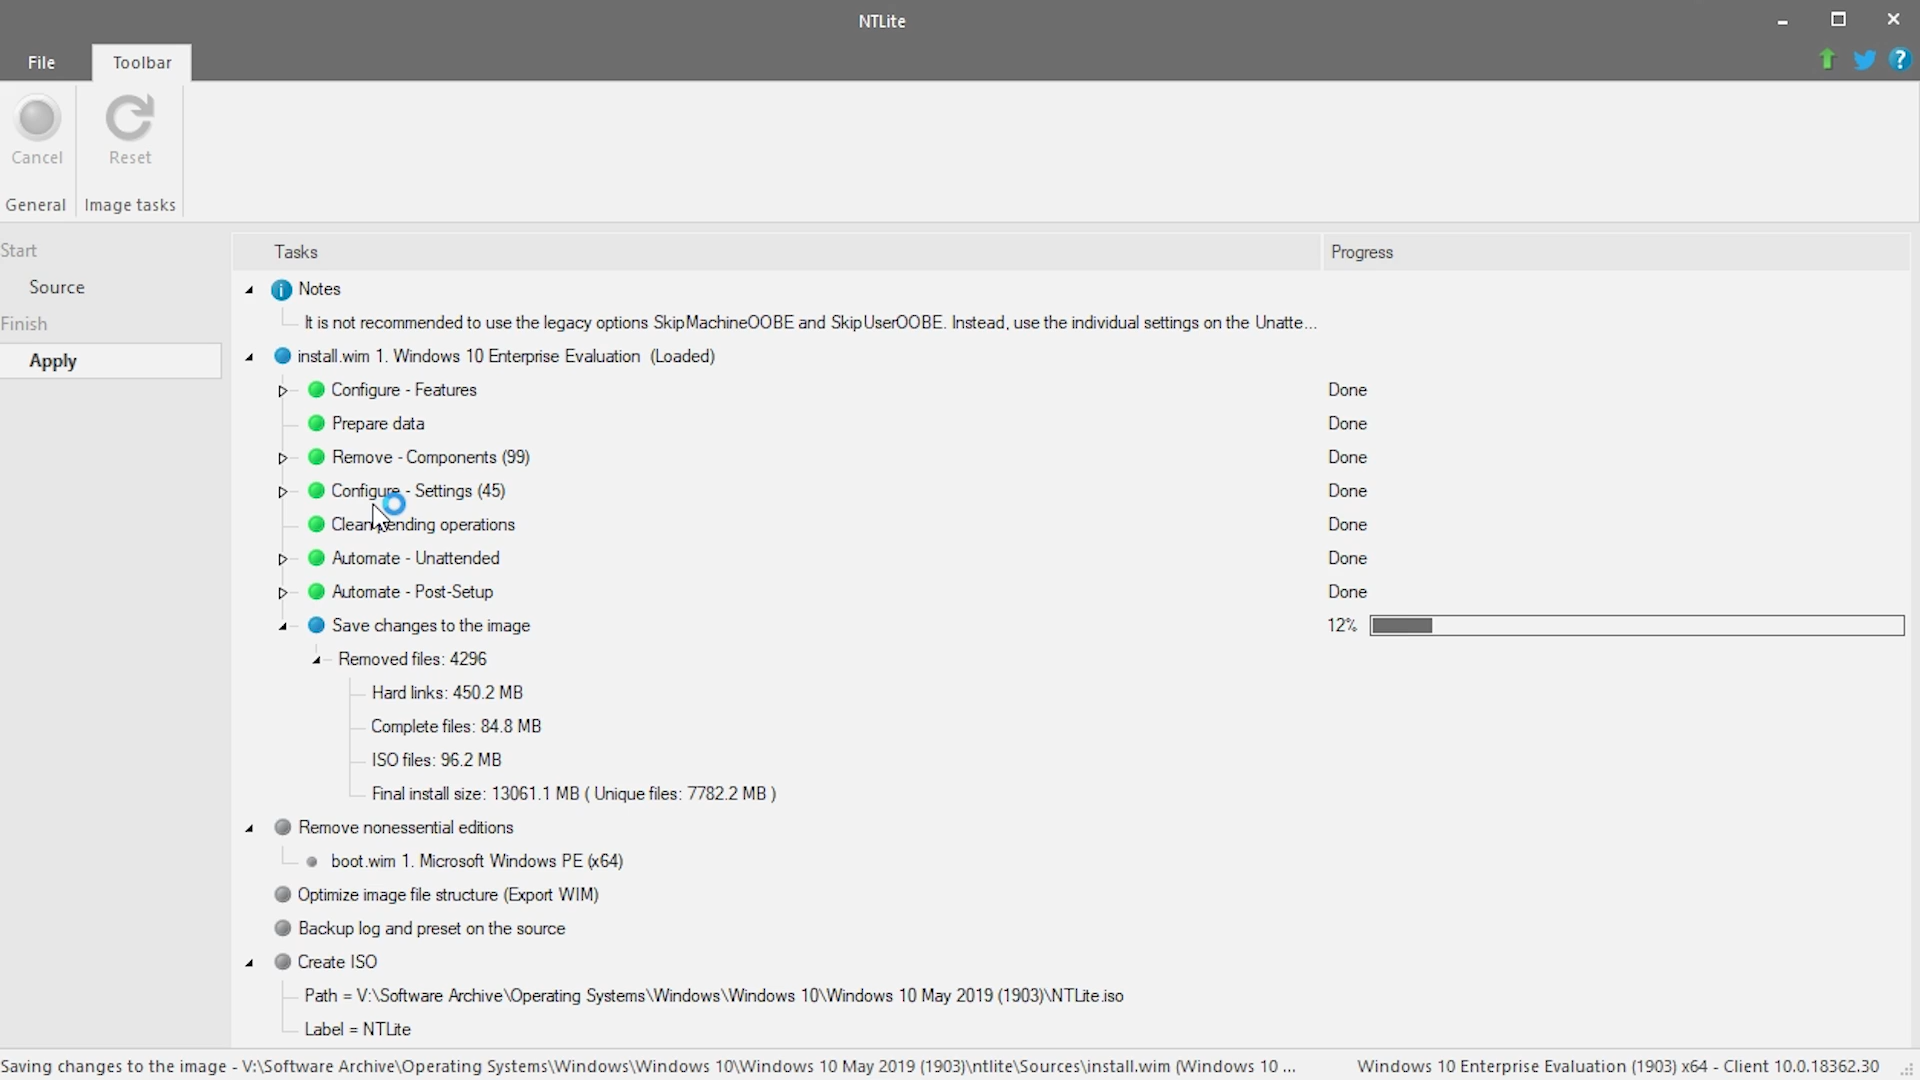 NTLite
File
Toolbar
Cancel
Reset
General
Image tasks
Start
Source
Finish
Apply
Tasks
Progress
Notes
It is not recommended to use the legacy options SkipMachineOOBE and SkipUserOOBE. Instead, use the individual settings on the Unatte...
install.wim 1. Windows 10 Enterprise Evaluation (Loaded)
Configure - Features Done
Prepare data Done
Remove - Components (99) Done
Configure - Settings (45) Done
Clean pending operations Done
Automate - Unattended Done
Automate - Post-Setup Done
Save changes to the image 12%
Removed files: 4296
Hard links: 450.2 MB
Complete files: 84.8 MB
ISO files: 96.2 MB
Final install size: 13061.1 MB ( Unique files: 7782.2 MB )
Remove nonessential editions
boot.wim 1. Microsoft Windows PE (x64)
Optimize image file structure (Export WIM)
Backup log and preset on the source
Create ISO
Path = V:\Software Archive\Operating Systems\Windows\Windows 10\Windows 10 May 2019 (1903)\NTLite.iso
Label = NTLite
Saving changes to the image - V:\Software Archive\Operating Systems\Windows\Windows 10\Windows 10 May 2019 (1903)\ntlite\Sources\install.wim (Windows 10 ...
Windows 10 Enterprise Evaluation (1903) x64 - Client 10.0.18362.30